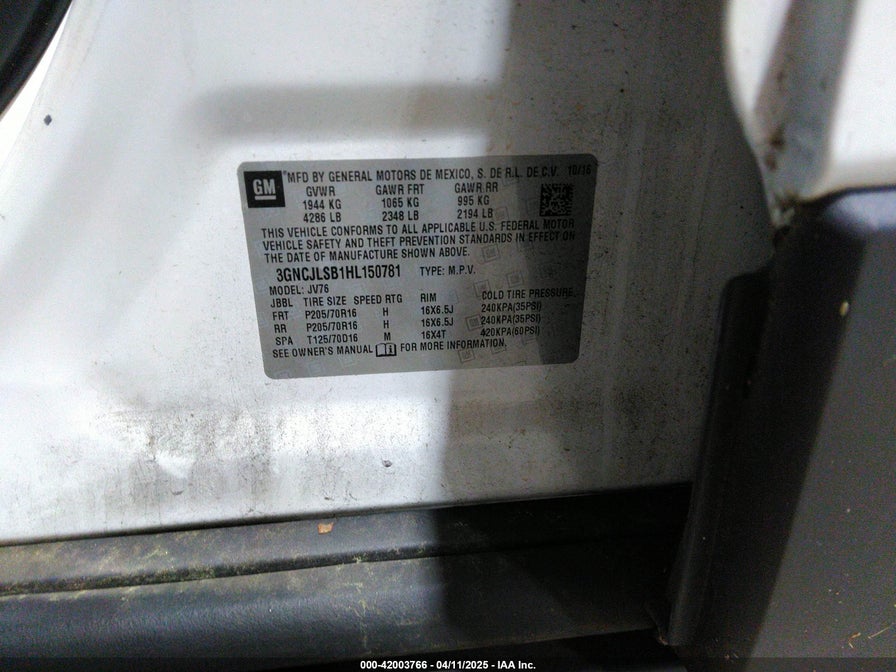 GM ®MFD BY GENERAL MOTORS DE MEXICO, S. DE R.L. DE C.V. 10/16
GVWR GAWR FRT GAWR RR
1944 KG 1065 KG 995 KG
4286 LB 2348 LB 2194 LB
THIS VEHICLE CONFORMS TO ALL APPLICABLE U.S. FEDERAL MOTOR
VEHICLE SAFETY AND THEFT PREVENTION STANDARDS IN EFFECT ON
THE DATE OF MANUFACTURE SHOWN ABOVE.
3GNCJLSB1HL150781 TYPE: M.P.V.
MODEL: JV76
JBBL TIRE SIZE SPEED RTG RIM COLD TIRE PRESSURE
FRT P205/70R16 H 16X6.5J 240KPA(35PSI)
RR P205/70R16 H 16X6.5J 240KPA(35PSI)
SPA T125/70D16 M 16X4T 420KPA(60PSI)
SEE OWNER'S MANUAL FOR MORE INFORMATION.
000-42003766 - 04/11/2025 - IAA Inc.